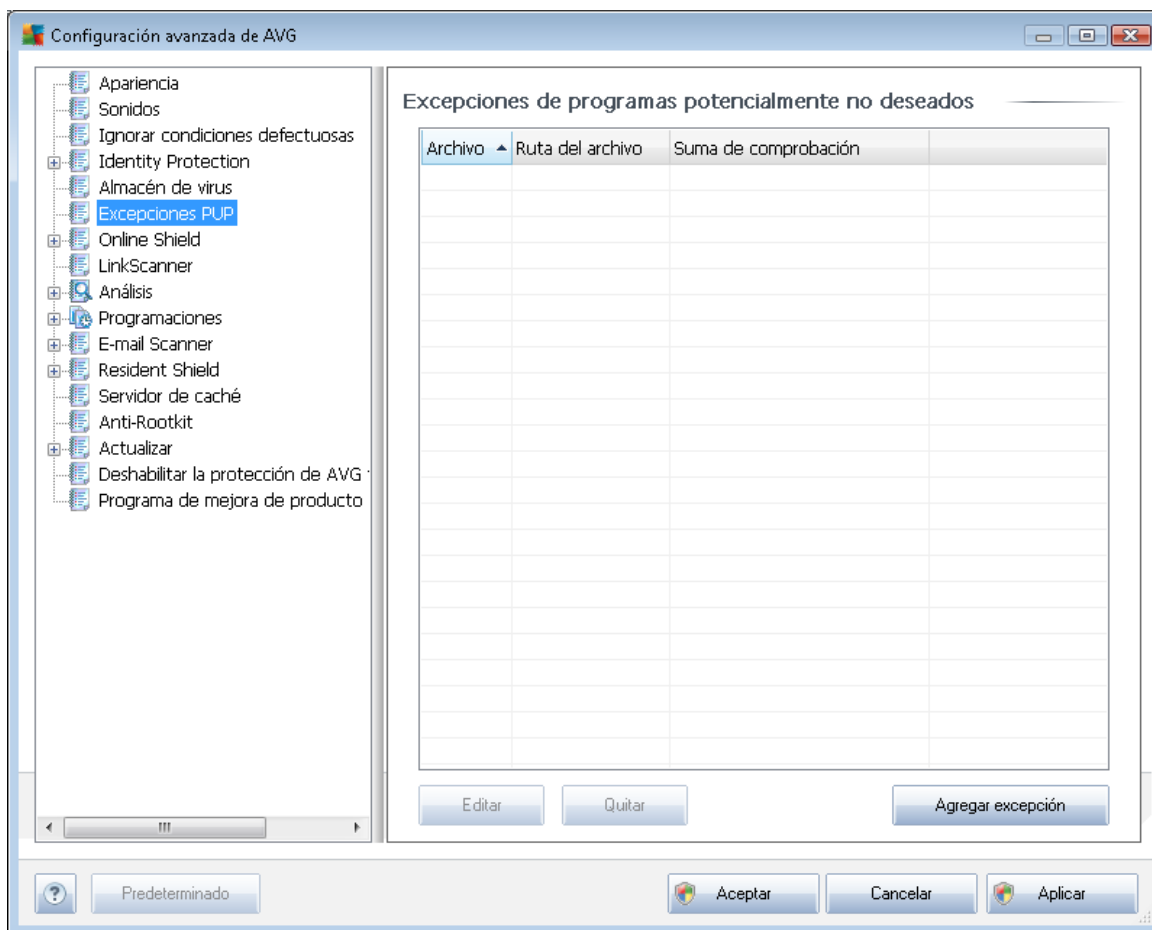 Configuración avanzada de AVG
Apariencia
Sonidos
Ignorar condiciones defectuosas
Identity Protection
Almacén de virus
Excepciones PUP
Online Shield
LinkScanner
Análisis
Programaciones
E-mail Scanner
Resident Shield
Servidor de caché
Anti-Rootkit
Actualizar
Deshabilitar la protección de AVG
Programa de mejora de producto
Excepciones de programas potencialmente no deseados
Archivo Ruta del archivo Suma de comprobación
Editar Quitar Agregar excepción
? Predeterminado Aceptar Cancelar Aplicar